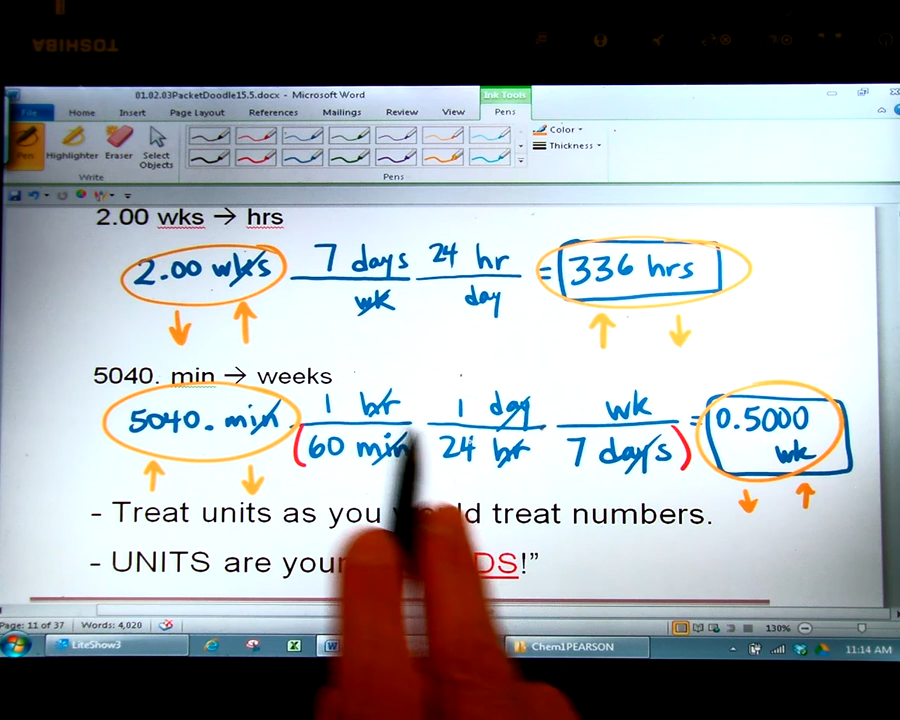 TOSHIBA
01.02.03PacketDoodle15.5.docx - Microsoft Word
Ink Tools
File Home Insert Page Layout References Mailings Review View Pens
Pen Highlighter Eraser Select Objects
Color
Thickness
Write Pens
2.00 wks → hrs
2.00 wks 7 days / wk 24 hr / day = 336 hrs
5040. min → weeks
5040. min 1 hr / 60 min 1 day / 24 hr wk / 7 days = 0.5000 wk
- Treat units as you d treat numbers.
- UNITS are your DS!”
Page: 11 of 37 Words: 4,020 130%
LiteShow3 Chem1PEARSON 11:14 AM